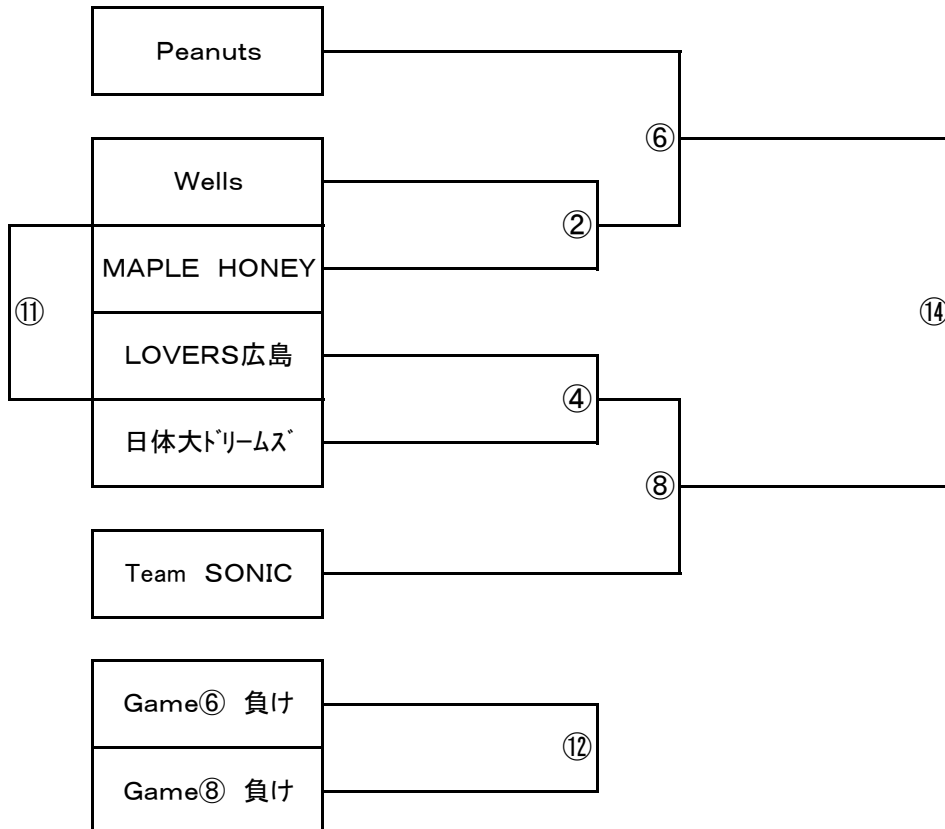 Peanuts
⑥
Wells
②
MAPLE HONEY
⑪
⑭
LOVERS広島
④
日体大ﾄﾞﾘｰﾑｽﾞ
⑧
Team SONIC
Game⑥ 負け
⑫
Game⑧ 負け